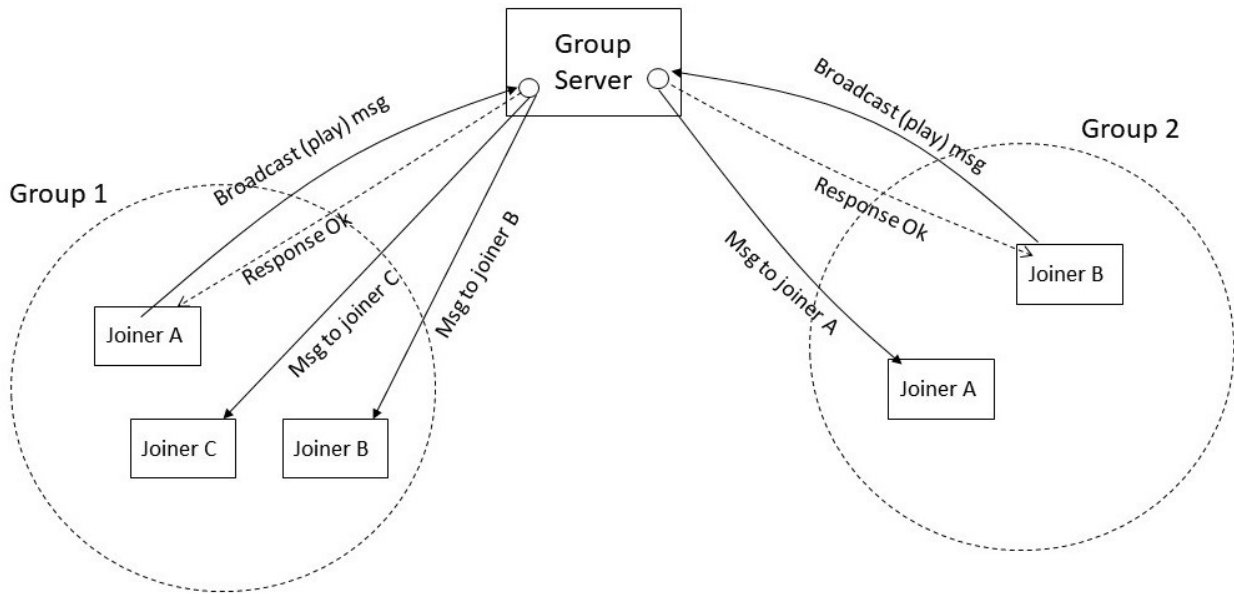 Group
Server
Group 1
Broadcast (play) msg
Response Ok
Msg to joiner C
Msg to joiner B
Joiner A
Joiner C
Joiner B
Group 2
Broadcast (play) msg
Response Ok
Msg to joiner A
Joiner B
Joiner A